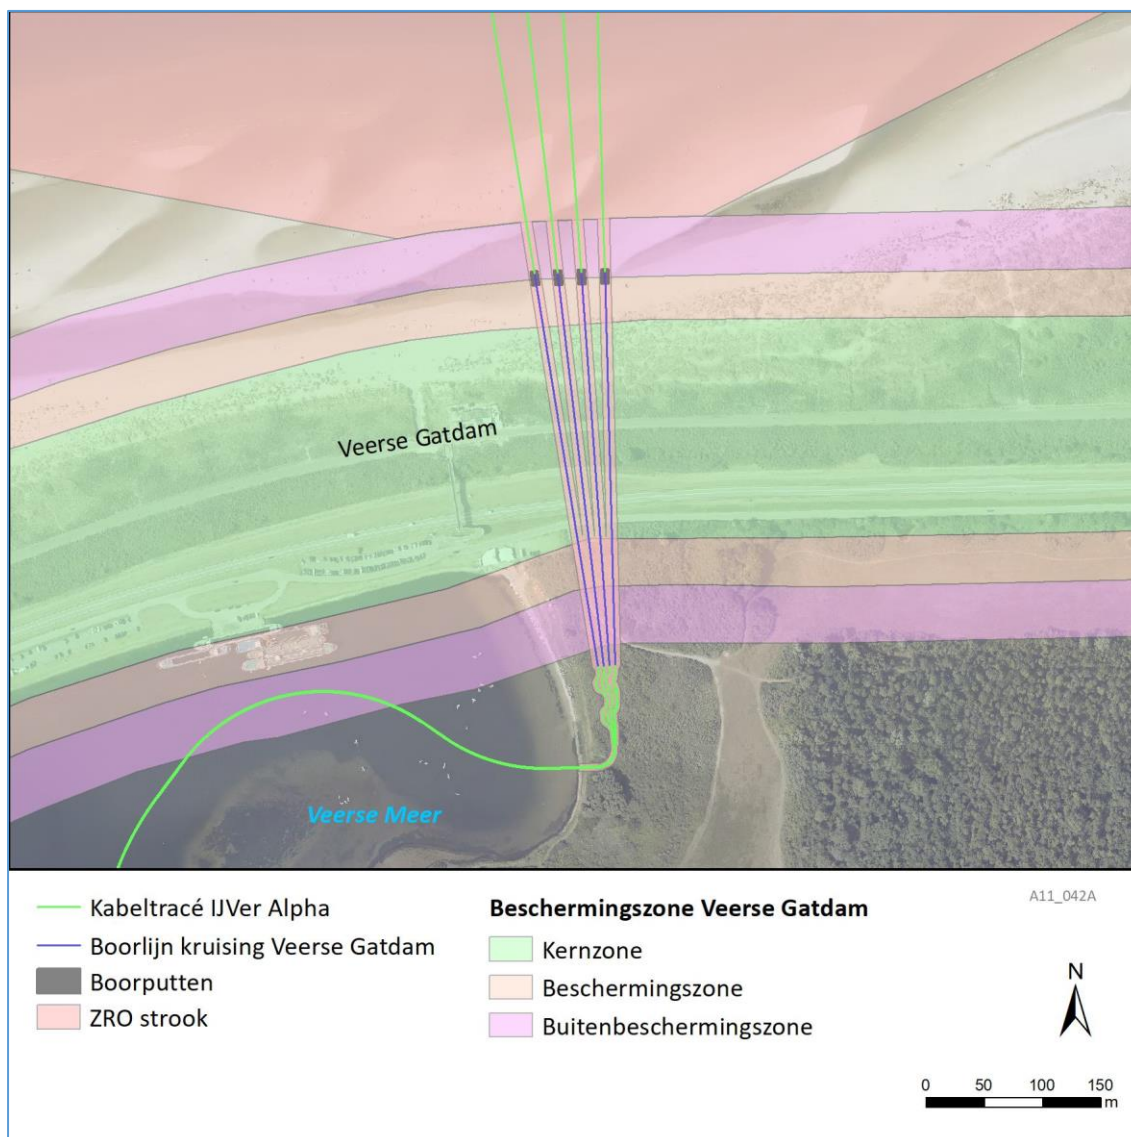 Veerse Gatdam
Veerse Meer
Kabeltracé IJVer Alpha
Boorlijn kruising Veerse Gatdam
Boorputten
ZRO strook
Beschermingszone Veerse Gatdam
Kernzone
Beschermingszone
Buitenbeschermingszone
A11_042A
N
0 50 100 150
m